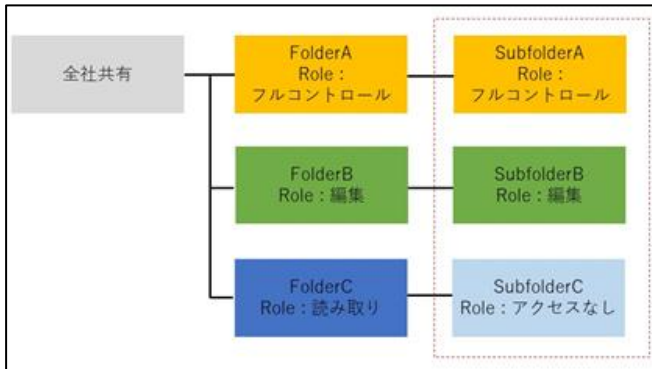 全社共有
FolderA
Role：
フルコントロール
SubfolderA
Role：
フルコントロール
FolderB
Role：編集
SubfolderB
Role：編集
FolderC
Role：読み取り
SubfolderC
Role：アクセスなし